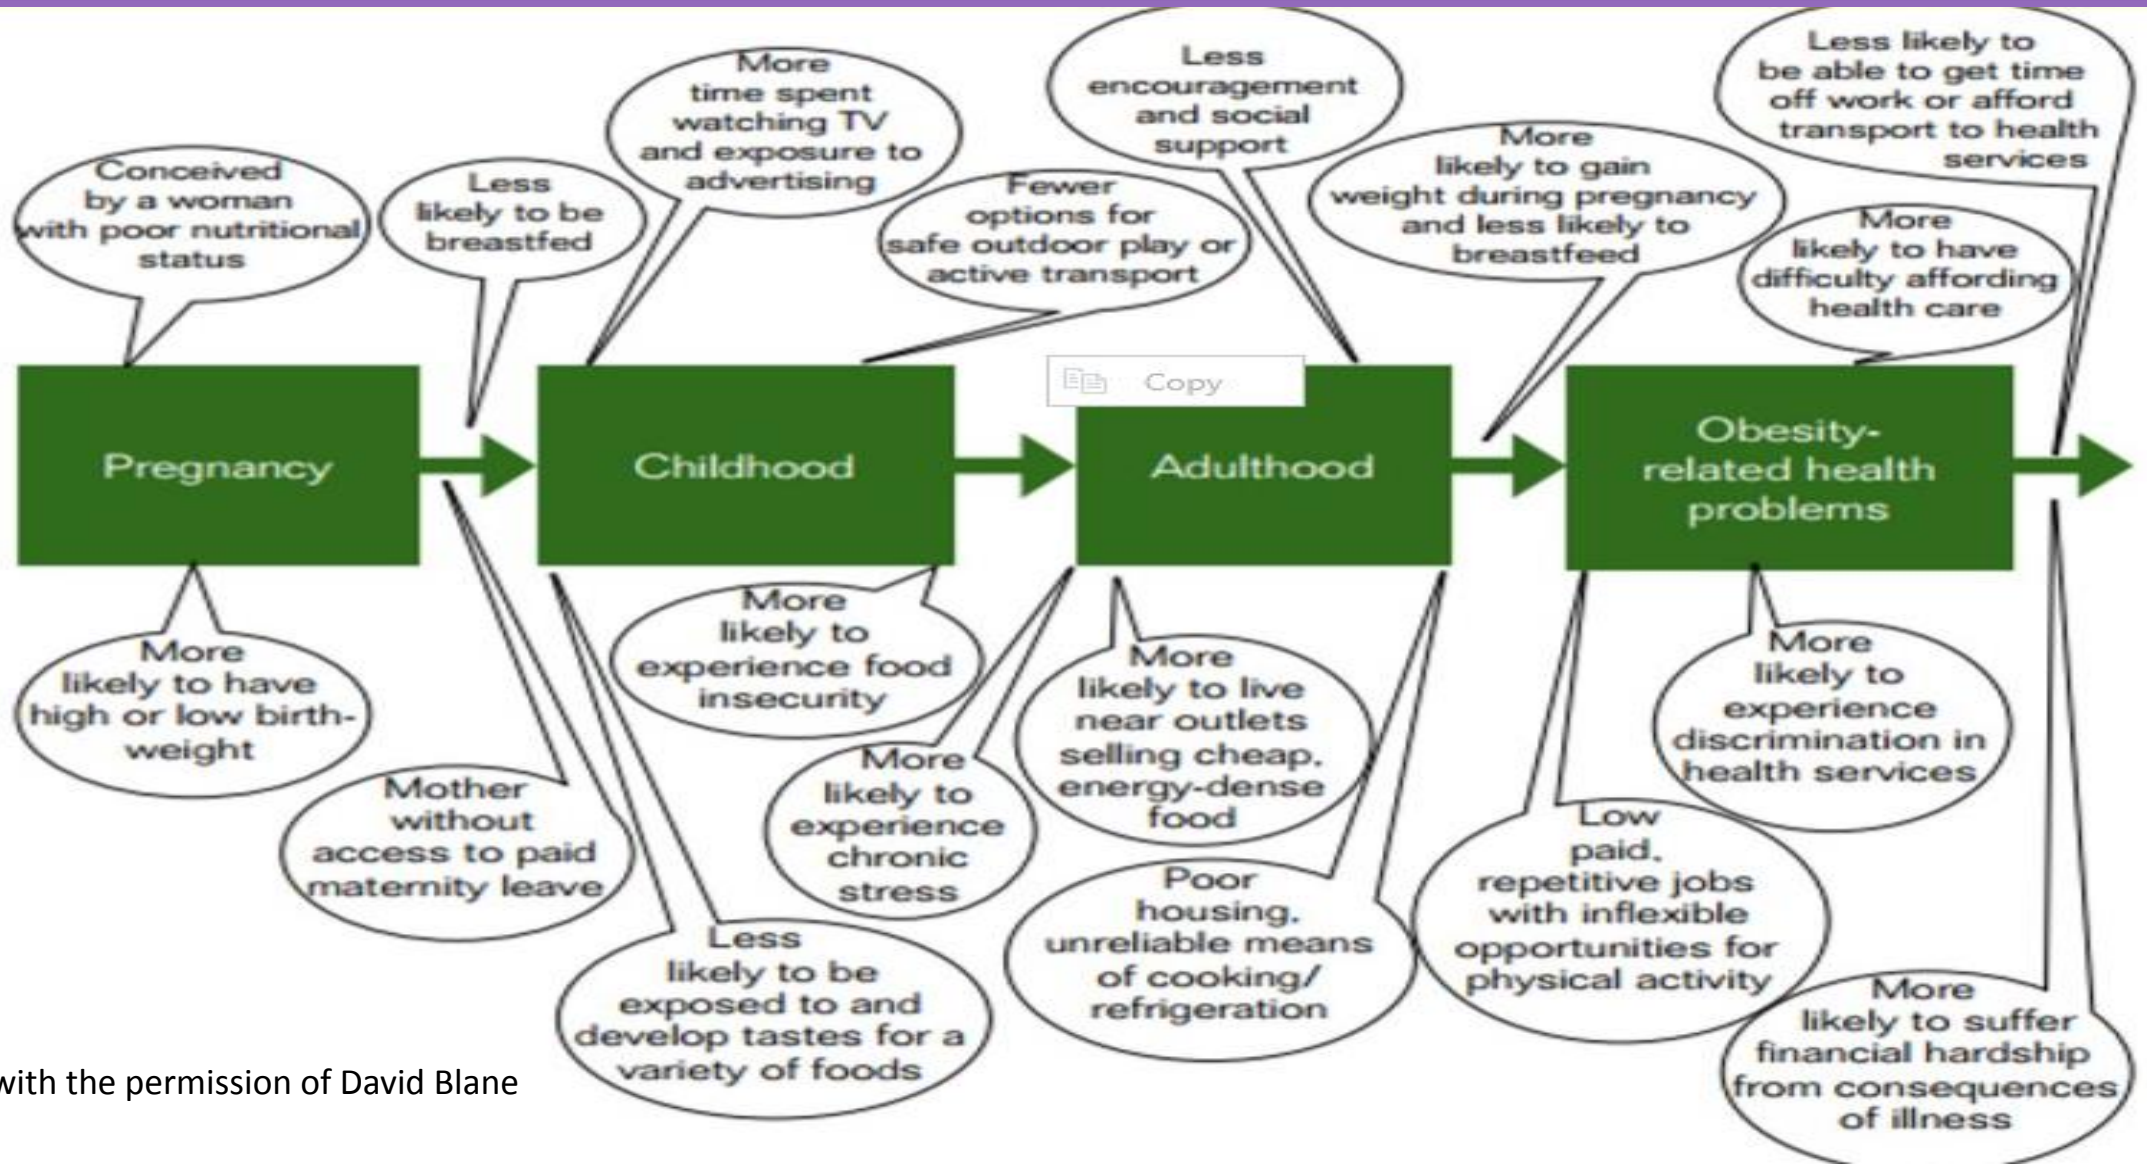 Conceived
by a woman
with poor nutritional
status
Less
likely to be
breastfed
More
time spent
watching TV
and exposure to
advertising
Fewer
options for
safe outdoor play or
active transport
Less
encouragement
and social
support
More
likely to gain
weight during pregnancy
and less likely to
breastfeed
Less likely to
be able to get time
off work or afford
transport to health
services
More
likely to have
difficulty affording
health care
Copy
Pregnancy
Childhood
Adulthood
Obesity-
related health
problems
More
likely to have
high or low birth-
weight
Mother
without
access to paid
maternity leave
Less
likely to be
exposed to and
develop tastes for a
variety of foods
More
likely to
experience food
insecurity
More
likely to
experience
chronic
stress
More
likely to live
near outlets
selling cheap,
energy-dense
food
Poor
housing,
unreliable means
of cooking/
refrigeration
Low
paid,
repetitive jobs
with inflexible
opportunities for
physical activity
More
likely to
experience
discrimination in
health services
More
likely to suffer
financial hardship
from consequences
of illness
with the permission of David Blane